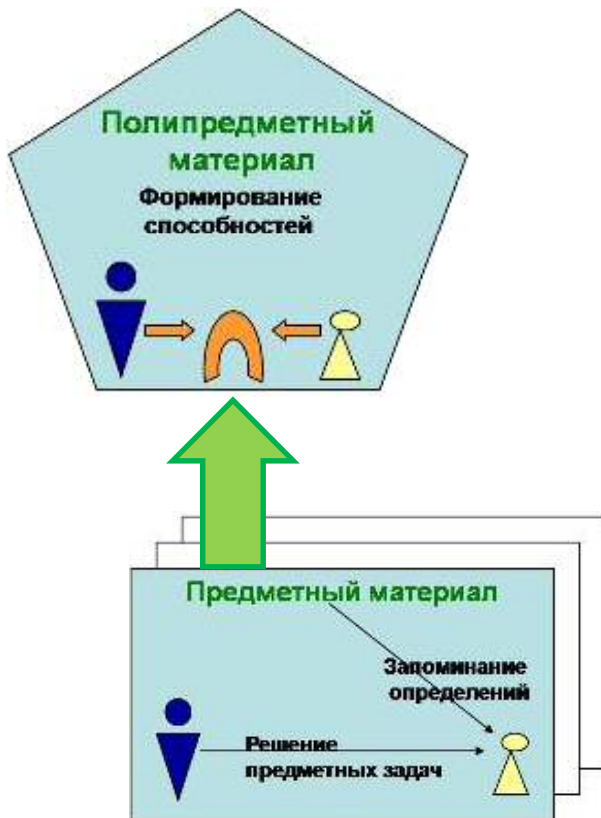 Полипредметный
материал
Формирование
способностей
Предметный материал
Запоминание
определений
Решение
предметных задач